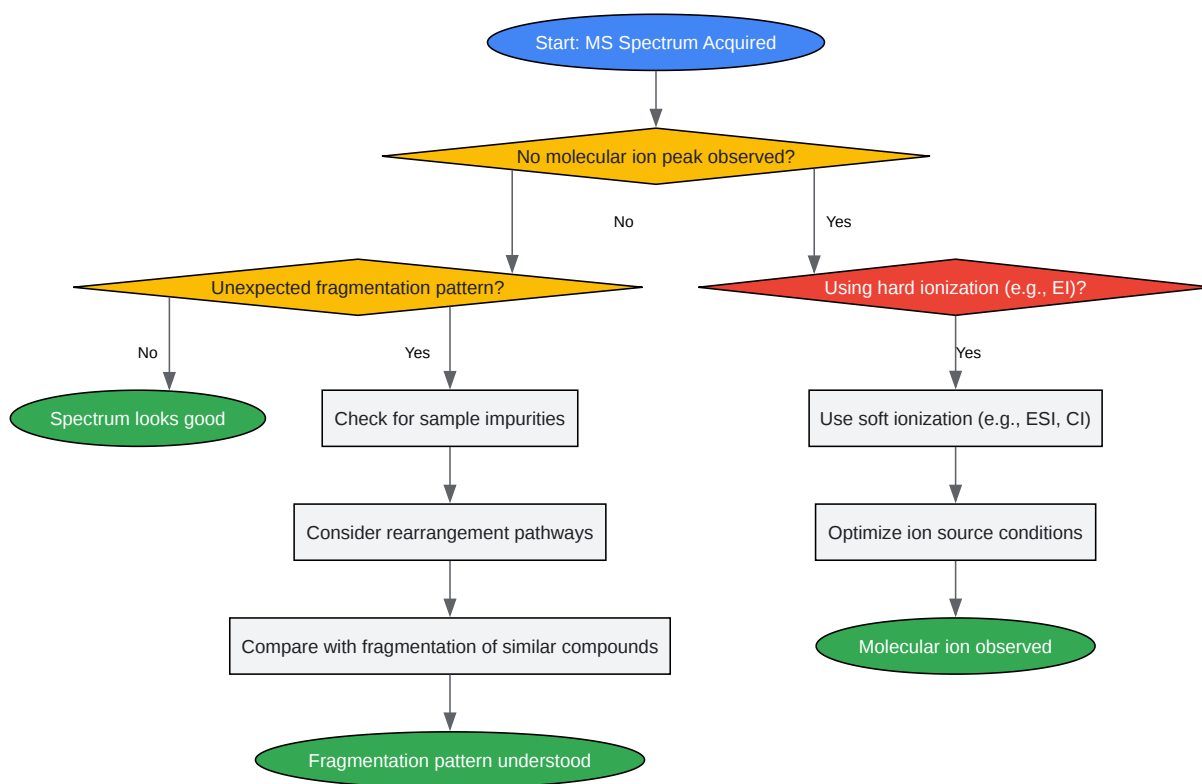 Start: MS Spectrum Acquired
No molecular ion peak observed?
No
Yes
Unexpected fragmentation pattern?
Using hard ionization (e.g., EI)?
No
Yes
Yes
Spectrum looks good
Check for sample impurities
Use soft ionization (e.g., ESI, CI)
Consider rearrangement pathways
Optimize ion source conditions
Compare with fragmentation of similar compounds
Molecular ion observed
Fragmentation pattern understood